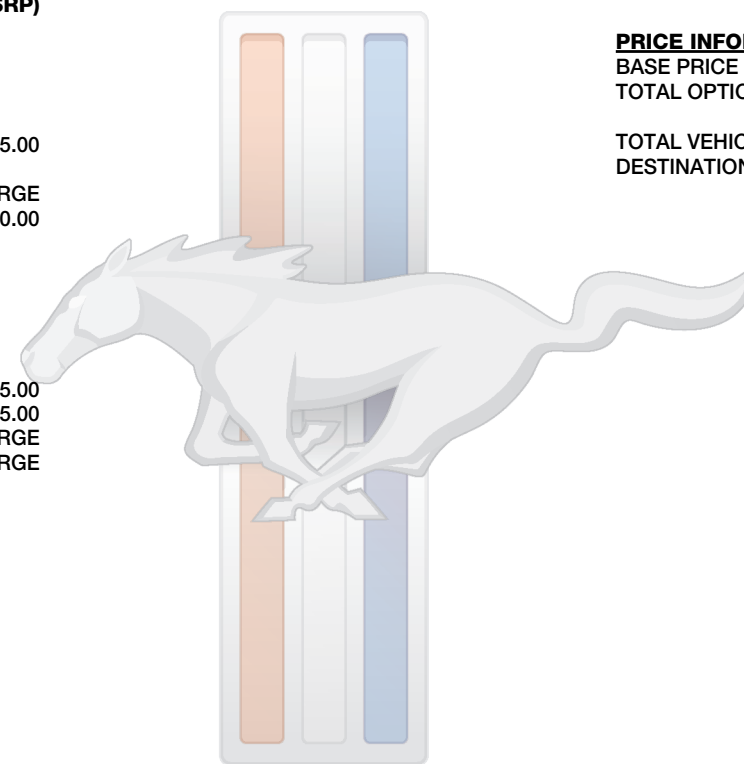 SRP)
5.00
RGE
0.00
5.00
5.00
RGE
RGE
PRICE INFO
BASE PRICE
TOTAL OPTIO
TOTAL VEHIC
DESTINATION